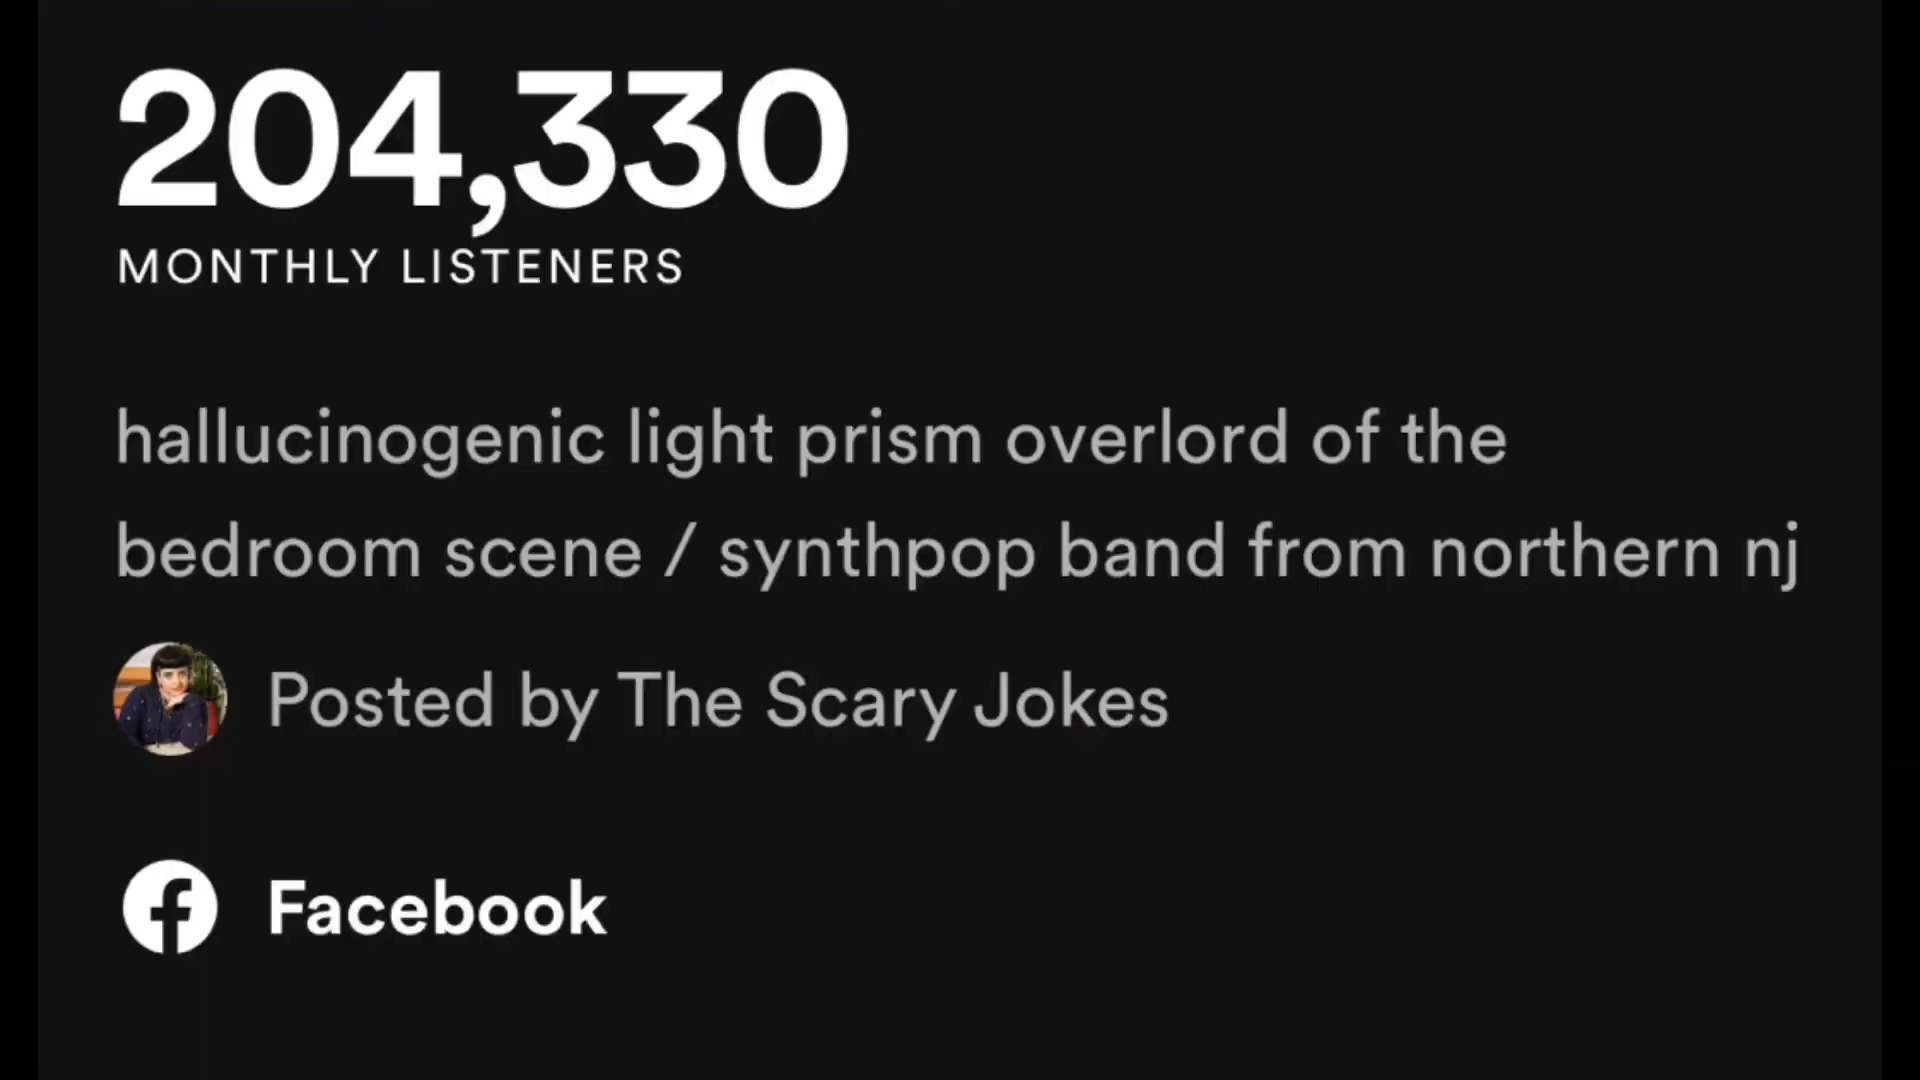 204,330
MONTHLY LISTENERS
hallucinogenic light prism overlord of the
bedroom scene / synthpop band from northern nj
Posted by The Scary Jokes
Facebook